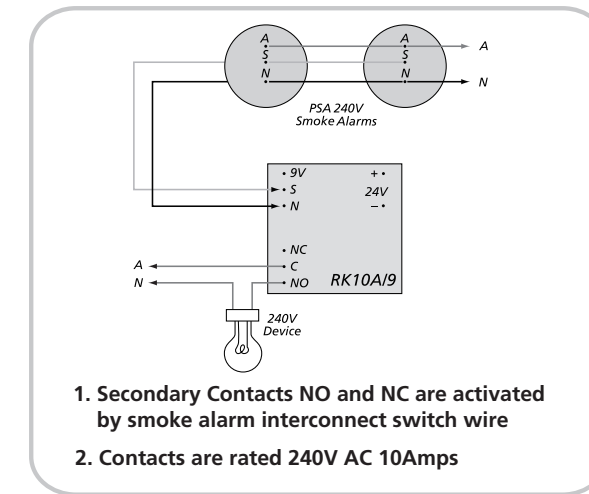 A A A
S S
N N N
PSA 240V
Smoke Alarms
• 9V + •
• S 24V
• N – •
• NC
A • C
N • NO RK10A/9
240V
Device
1. Secondary Contacts NO and NC are activated
by smoke alarm interconnect switch wire
2. Contacts are rated 240V AC 10Amps